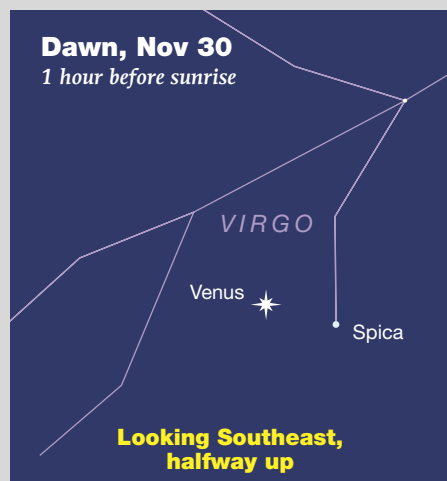 Dawn, Nov 30
1 hour before sunrise
VIRGO
Venus
Spica
Looking Southeast,
halfway up